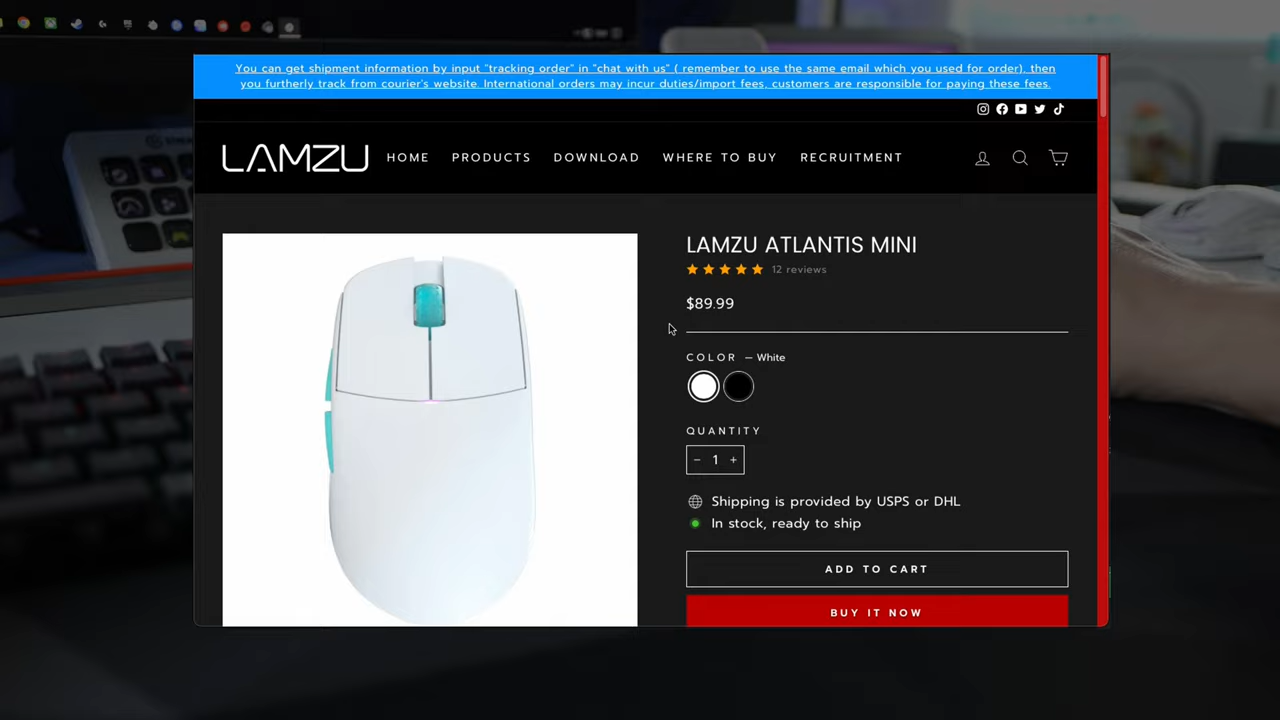 You can get shipment information by input "tracking order" in "chat with us" ( remember to use the same email which you used for order), then
you furtherly track from courier's website. International orders may incur duties/import fees, customers are responsible for paying these fees.
LAMZU HOME PRODUCTS DOWNLOAD WHERE TO BUY RECRUITMENT
LAMZU ATLANTIS MINI
12 reviews
$89.99
COLOR — White
QUANTITY
− 1 +
Shipping is provided by USPS or DHL
In stock, ready to ship
ADD TO CART
BUY IT NOW